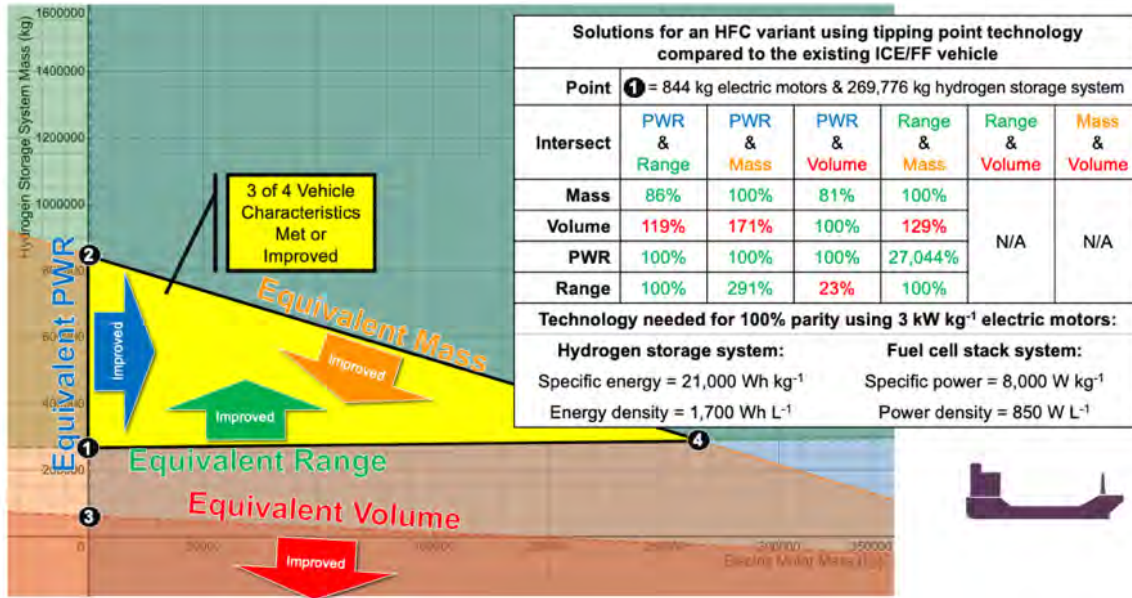 1600000
1400000
1200000
1000000
800000
600000
400000
200000
0
Hydrogen Storage System Mass (kg)
3 of 4 Vehicle
Characteristics
Met or
Improved
Equivalent PWR
Equivalent Mass
Equivalent Range
Equivalent Volume
Improved
Improved
Improved
Improved
1
2
3
4
0
50000
300000
350000
Electric Motor Mass (kg)
Solutions for an HFC variant using tipping point technology
compared to the existing ICE/FF vehicle
Point ❶ = 844 kg electric motors & 269,776 kg hydrogen storage system
Intersect PWR & Range PWR & Mass PWR & Volume Range & Mass Range & Volume Mass & Volume
Mass 86% 100% 81% 100%
Volume 119% 171% 100% 129%
N/A N/A
PWR 100% 100% 100% 27,044%
Range 100% 291% 23% 100%
Technology needed for 100% parity using 3 kW kg⁻¹ electric motors:
Hydrogen storage system: Fuel cell stack system:
Specific energy = 21,000 Wh kg⁻¹ Specific power = 8,000 W kg⁻¹
Energy density = 1,700 Wh L⁻¹ Power density = 850 W L⁻¹